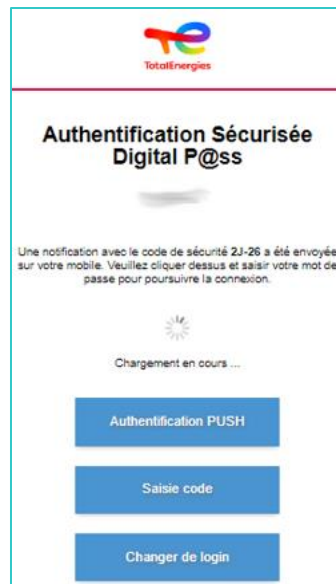 TotalEnergies
Authentification Sécurisée
Digital P@ss
Une notification avec le code de sécurité 2J-26 a été envoyée
sur votre mobile. Veuillez cliquer dessus et saisir votre mot de
passe pour poursuivre la connexion.
Chargement en cours ...
Authentification PUSH
Saisie code
Changer de login